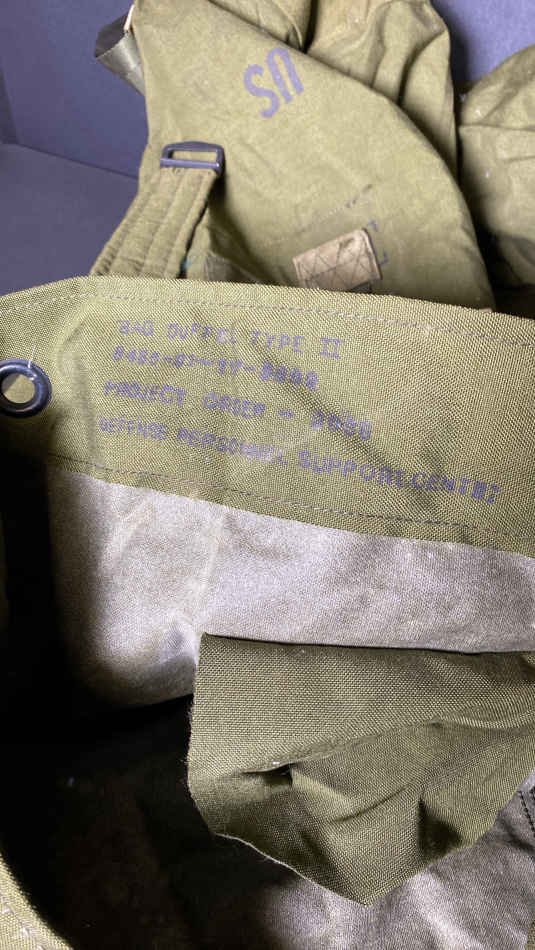 US
BAG DUFFEL TYPE II
PROJECT ORDER -
DEFENSE PERSONNEL SUPPORT CENTER